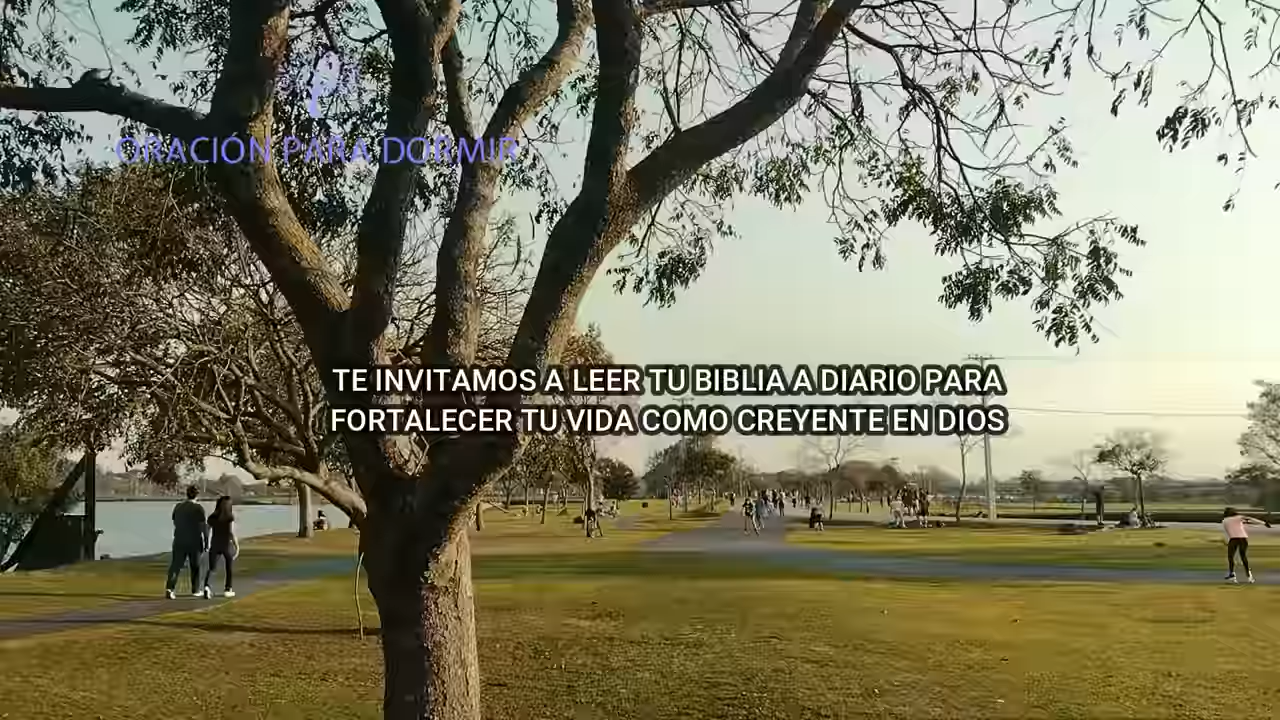 ORACIÓN PARA DORMIR
TE INVITAMOS A LEER TU BIBLIA A DIARIO PARA
FORTALECER TU VIDA COMO CREYENTE EN DIOS